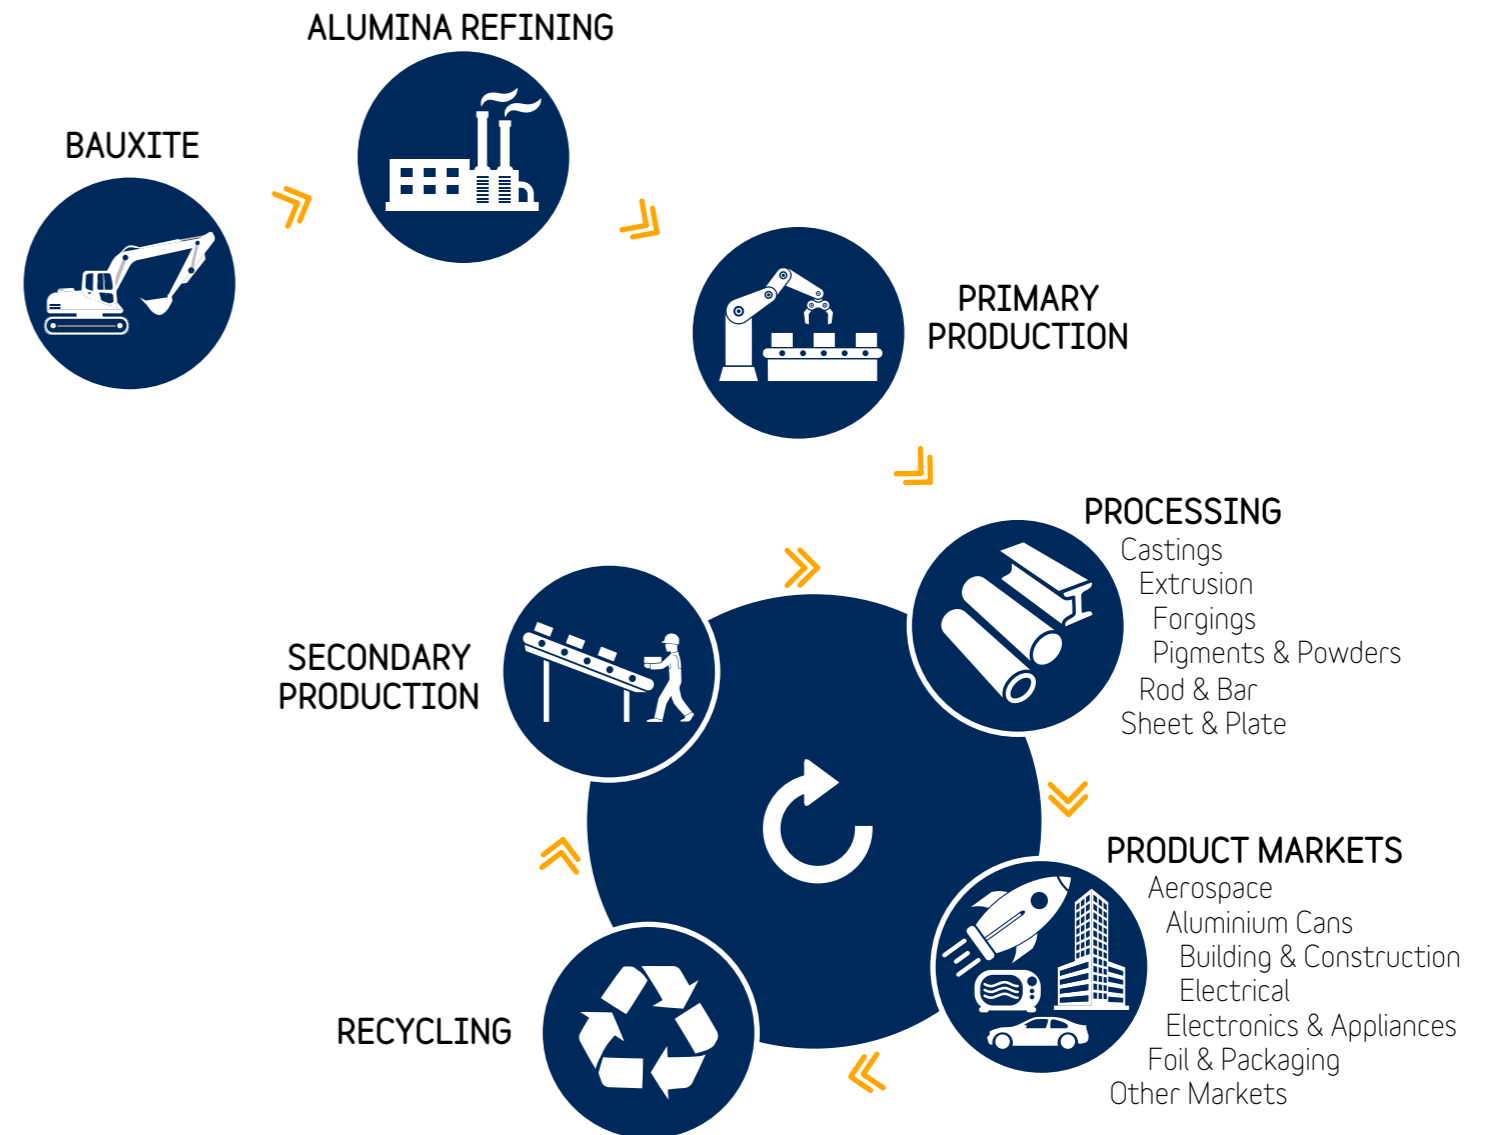 ALUMINA REFINING
BAUXITE
PRIMARY
PRODUCTION
PROCESSING
Castings
Extrusion
Forgings
Pigments & Powders
Rod & Bar
Sheet & Plate
SECONDARY
PRODUCTION
PRODUCT MARKETS
Aerospace
Aluminium Cans
Building & Construction
Electrical
Electronics & Appliances
Foil & Packaging
Other Markets
RECYCLING